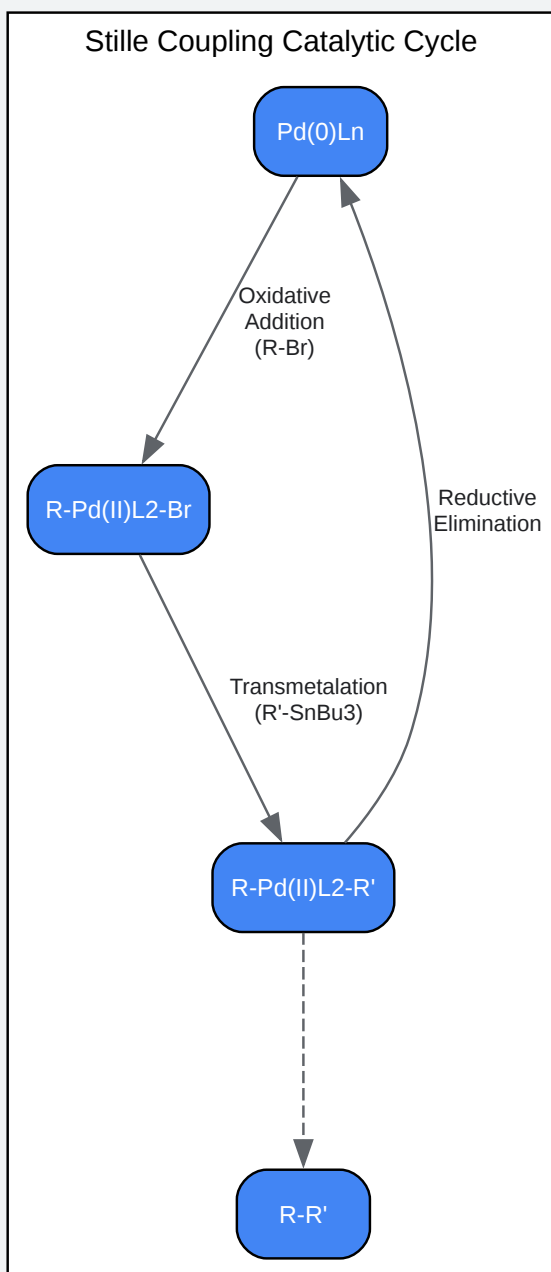 Stille Coupling Catalytic Cycle
Pd(0)Ln
Oxidative
Addition
(R-Br)
R-Pd(II)L2-Br
Reductive
Elimination
Transmetalation
(R'-SnBu3)
R-Pd(II)L2-R'
R-R'